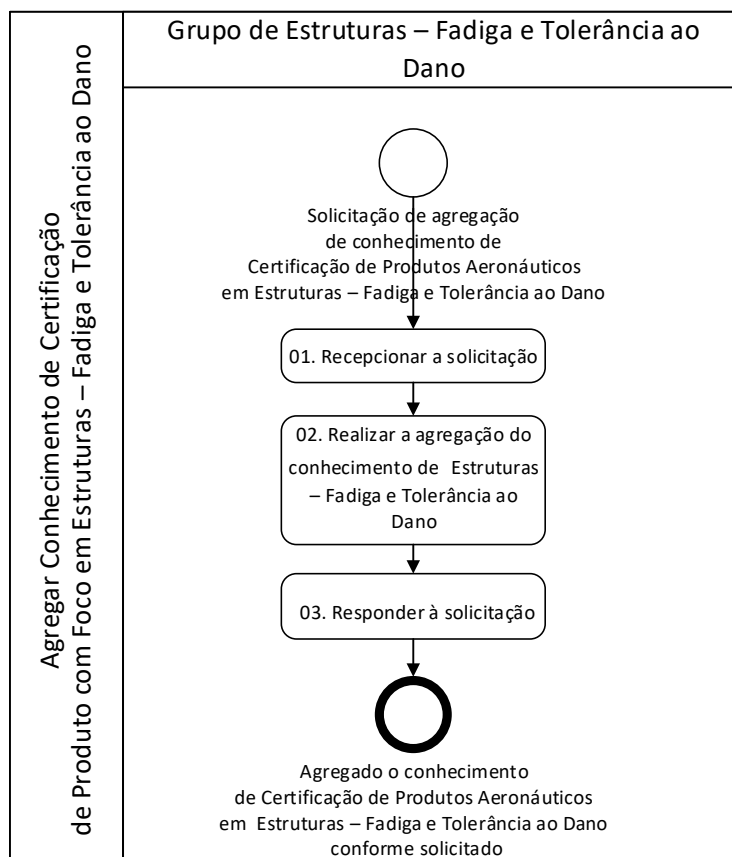 Agregar Conhecimento de Certificação
de Produto com Foco em Estruturas – Fadiga e Tolerância ao Dano
Grupo de Estruturas – Fadiga e Tolerância ao
Dano
Solicitação de agregação
de conhecimento de
Certificação de Produtos Aeronáuticos
em Estruturas – Fadiga e Tolerância ao Dano
01. Recepcionar a solicitação
02. Realizar a agregação do
conhecimento de Estruturas
– Fadiga e Tolerância ao
Dano
03. Responder à solicitação
Agregado o conhecimento
de Certificação de Produtos Aeronáuticos
em Estruturas – Fadiga e Tolerância ao Dano
conforme solicitado